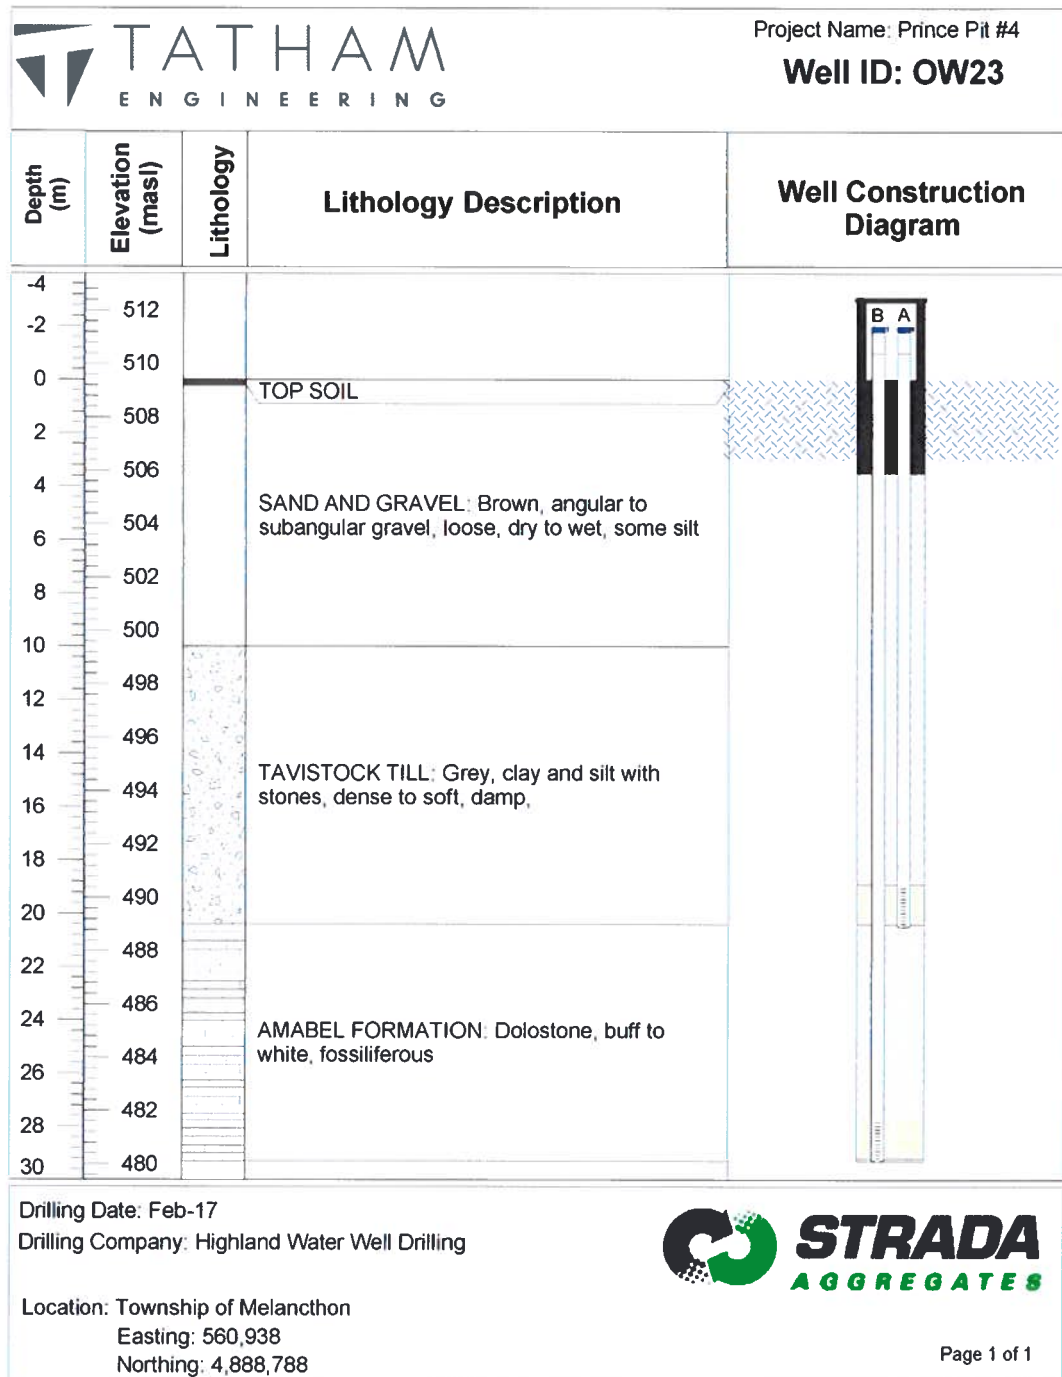 TATHAM
ENGINEERING
Project Name: Prince Pit #4
Well ID: OW23
Depth
(m)
Elevation
(masl)
Lithology
Lithology Description
Well Construction
Diagram
-4
-2
0
2
4
6
8
10
12
14
16
18
20
22
24
26
28
30
512
510
508
506
504
502
500
498
496
494
492
490
488
486
484
482
480
TOP SOIL
SAND AND GRAVEL: Brown, angular to
subangular gravel, loose, dry to wet, some silt
TAVISTOCK TILL: Grey, clay and silt with
stones, dense to soft, damp,
AMABEL FORMATION: Dolostone, buff to
white, fossiliferous
B A
Drilling Date: Feb-17
Drilling Company: Highland Water Well Drilling
Location: Township of Melancthon
Easting: 560,938
Northing: 4,888,788
STRADA
AGGREGATES
Page 1 of 1